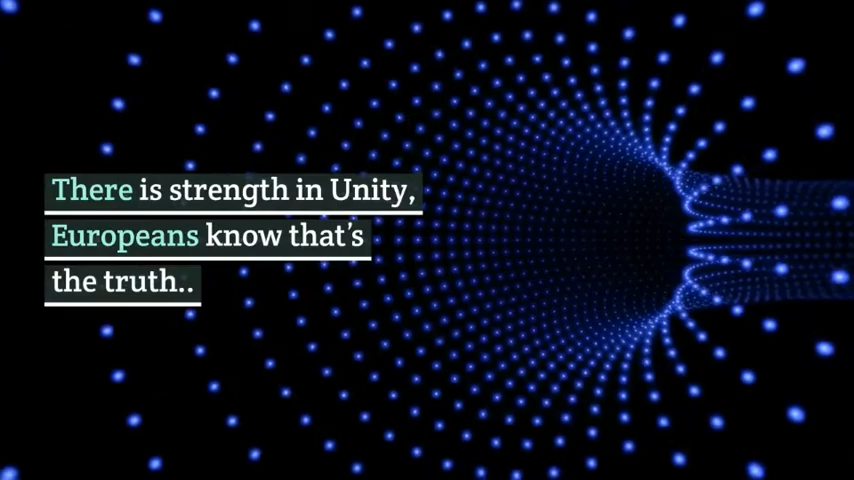 There is strength in Unity,
Europeans know that's
the truth..